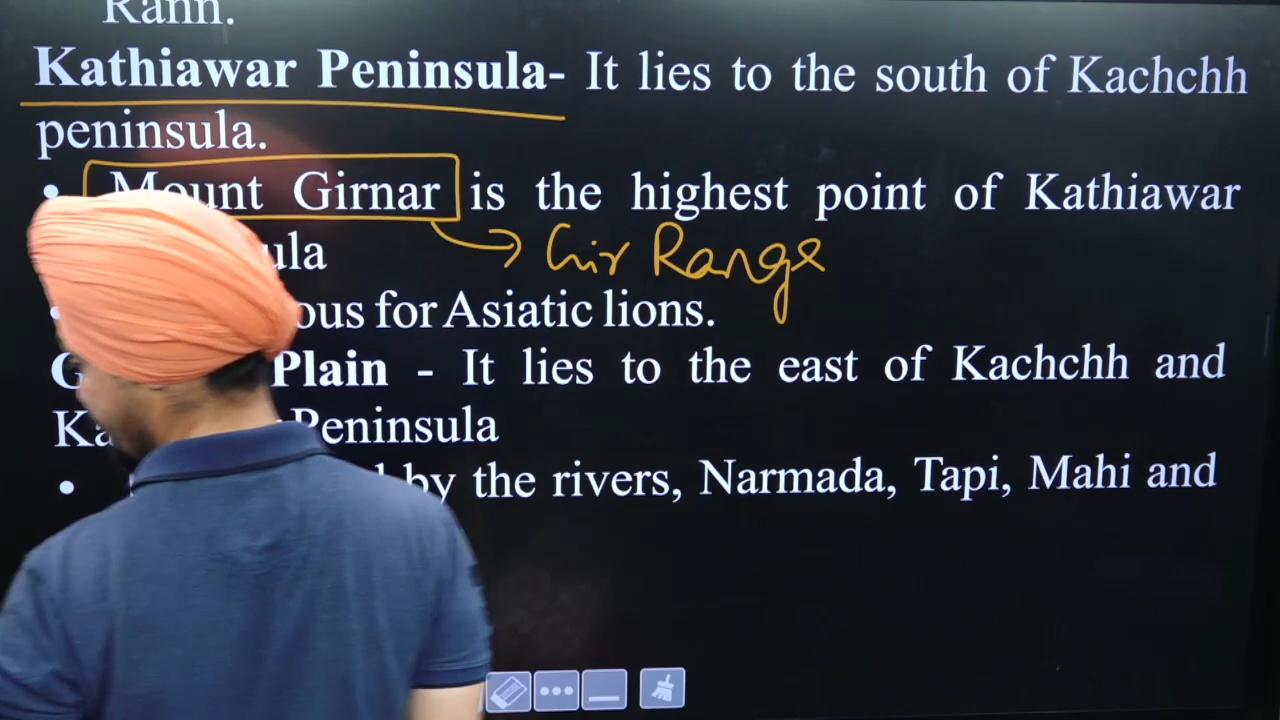 Rann.
Kathiawar Peninsula- It lies to the south of Kachchh
peninsula.
• Mount Girnar is the highest point of Kathiawar
Gir Range
for Asiatic lions.
Plain - It lies to the east of Kachchh and
Peninsula
• by the rivers, Narmada, Tapi, Mahi and